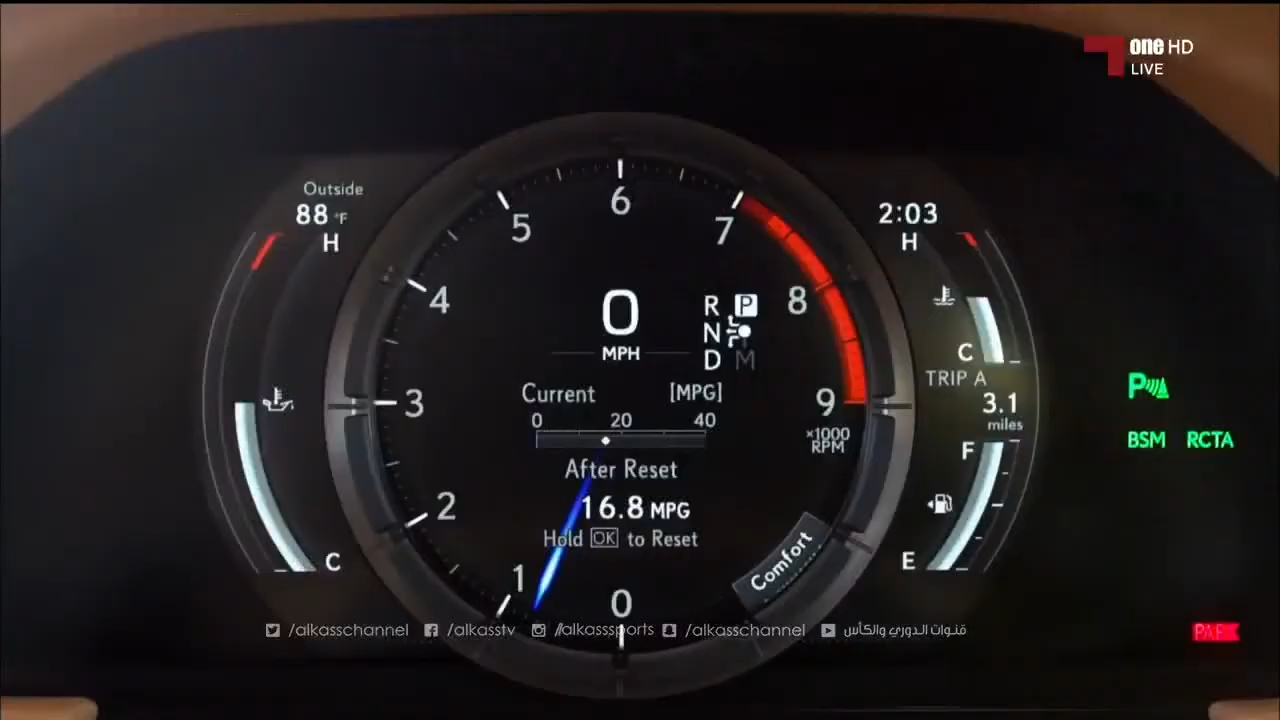 one HD
LIVE
Outside
88 °F
H
C
2:03
H
C
TRIP A
3.1
miles
F
E
0
1
2
3
4
5
6
7
8
9
×1000
RPM
0
MPH
R P
N
D M
Current [MPG]
0 20 40
After Reset
16.8 MPG
Hold OK to Reset
Comfort
P
BSM RCTA
/alkasschannel /alkasstv /alkasssports /alkasschannel قنوات الدوري والكأس